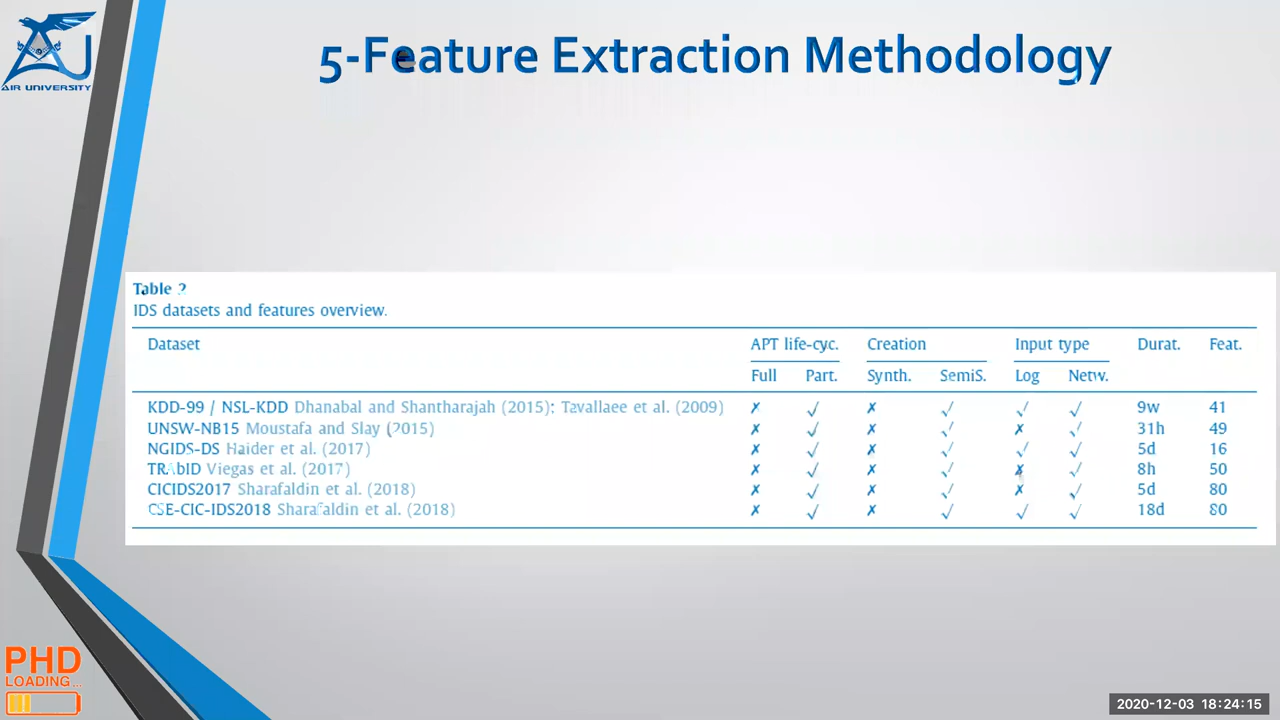 AIR UNIVERSITY
5-Feature Extraction Methodology
Table 2
IDS datasets and features overview.
Dataset APT life-cyc. Creation Input type Durat. Feat.
Full Part. Synth. SemiS. Log Netw.
KDD-99 / NSL-KDD Dhanabal and Shantharajah (2015); Tavallaee et al. (2009) ✗ ✓ ✗ ✓ ✓ ✓ 9w 41
UNSW-NB15 Moustafa and Slay (2015) ✗ ✓ ✗ ✓ ✗ ✓ 31h 49
NGIDS-DS Haider et al. (2017) ✗ ✓ ✗ ✓ ✓ ✓ 5d 16
TRAbID Viegas et al. (2017) ✗ ✓ ✗ ✓ ✗ ✓ 8h 50
CICIDS2017 Sharafaldin et al. (2018) ✗ ✓ ✗ ✓ ✗ ✓ 5d 80
CSE-CIC-IDS2018 Sharafaldin et al. (2018) ✗ ✓ ✗ ✓ ✓ ✓ 18d 80
PHD
LOADING...
2020-12-03 18:24:15